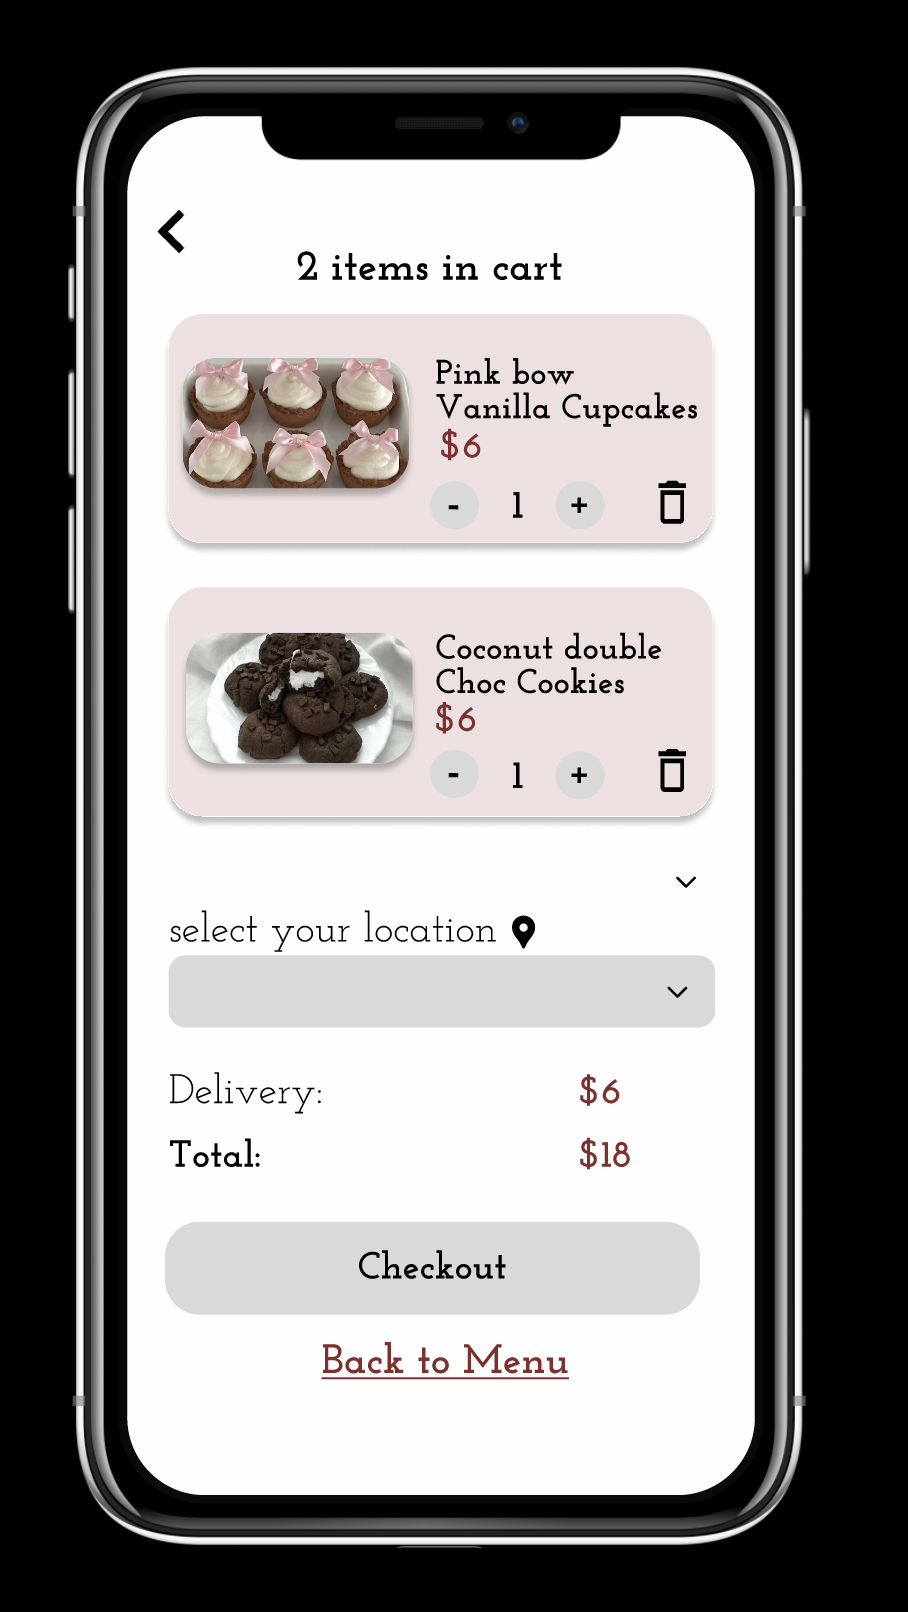 2 items in cart
Pink bow
Vanilla Cupcakes
$6
- 1 +
Coconut double
Choc Cookies
$6
- 1 +
select your location
Delivery: $6
Total: $18
Checkout
Back to Menu